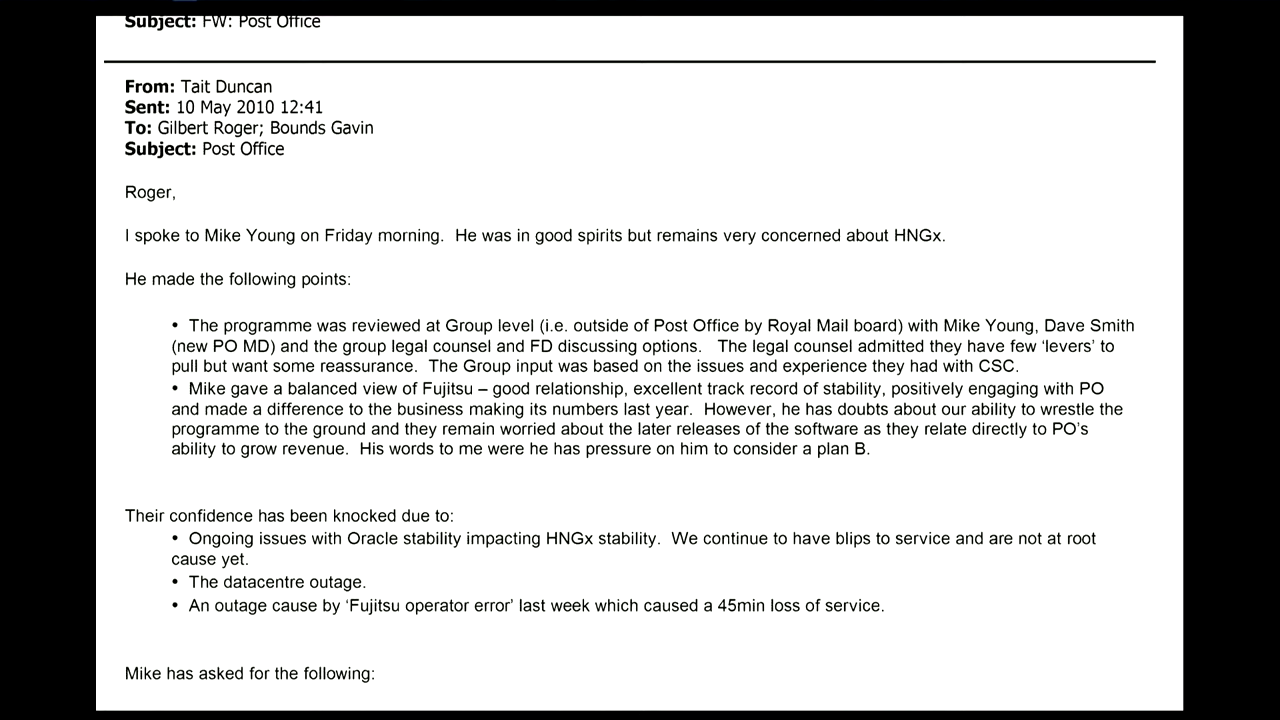 Subject: FW: Post Office
From: Tait Duncan
Sent: 10 May 2010 12:41
To: Gilbert Roger; Bounds Gavin
Subject: Post Office
Roger,
I spoke to Mike Young on Friday morning.  He was in good spirits but remains very concerned about HNGx.
He made the following points:
• The programme was reviewed at Group level (i.e. outside of Post Office by Royal Mail board) with Mike Young, Dave Smith
(new PO MD) and the group legal counsel and FD discussing options.   The legal counsel admitted they have few ‘levers’ to
pull but want some reassurance.  The Group input was based on the issues and experience they had with CSC.
• Mike gave a balanced view of Fujitsu – good relationship, excellent track record of stability, positively engaging with PO
and made a difference to the business making its numbers last year.  However, he has doubts about our ability to wrestle the
programme to the ground and they remain worried about the later releases of the software as they relate directly to PO’s
ability to grow revenue.  His words to me were he has pressure on him to consider a plan B.
Their confidence has been knocked due to:
• Ongoing issues with Oracle stability impacting HNGx stability.  We continue to have blips to service and are not at root
cause yet.
• The datacentre outage.
• An outage cause by ‘Fujitsu operator error’ last week which caused a 45min loss of service.
Mike has asked for the following: